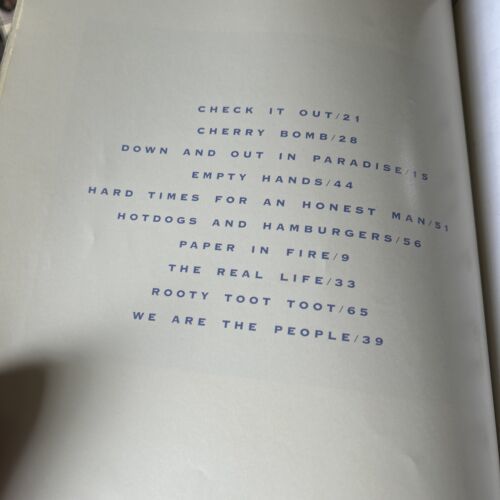 CHECK IT OUT/21
CHERRY BOMB/28
DOWN AND OUT IN PARADISE/15
EMPTY HANDS/44
HARD TIMES FOR AN HONEST MAN/51
HOTDOGS AND HAMBURGERS/56
PAPER IN FIRE/9
THE REAL LIFE/33
ROOTY TOOT TOOT/65
WE ARE THE PEOPLE/39